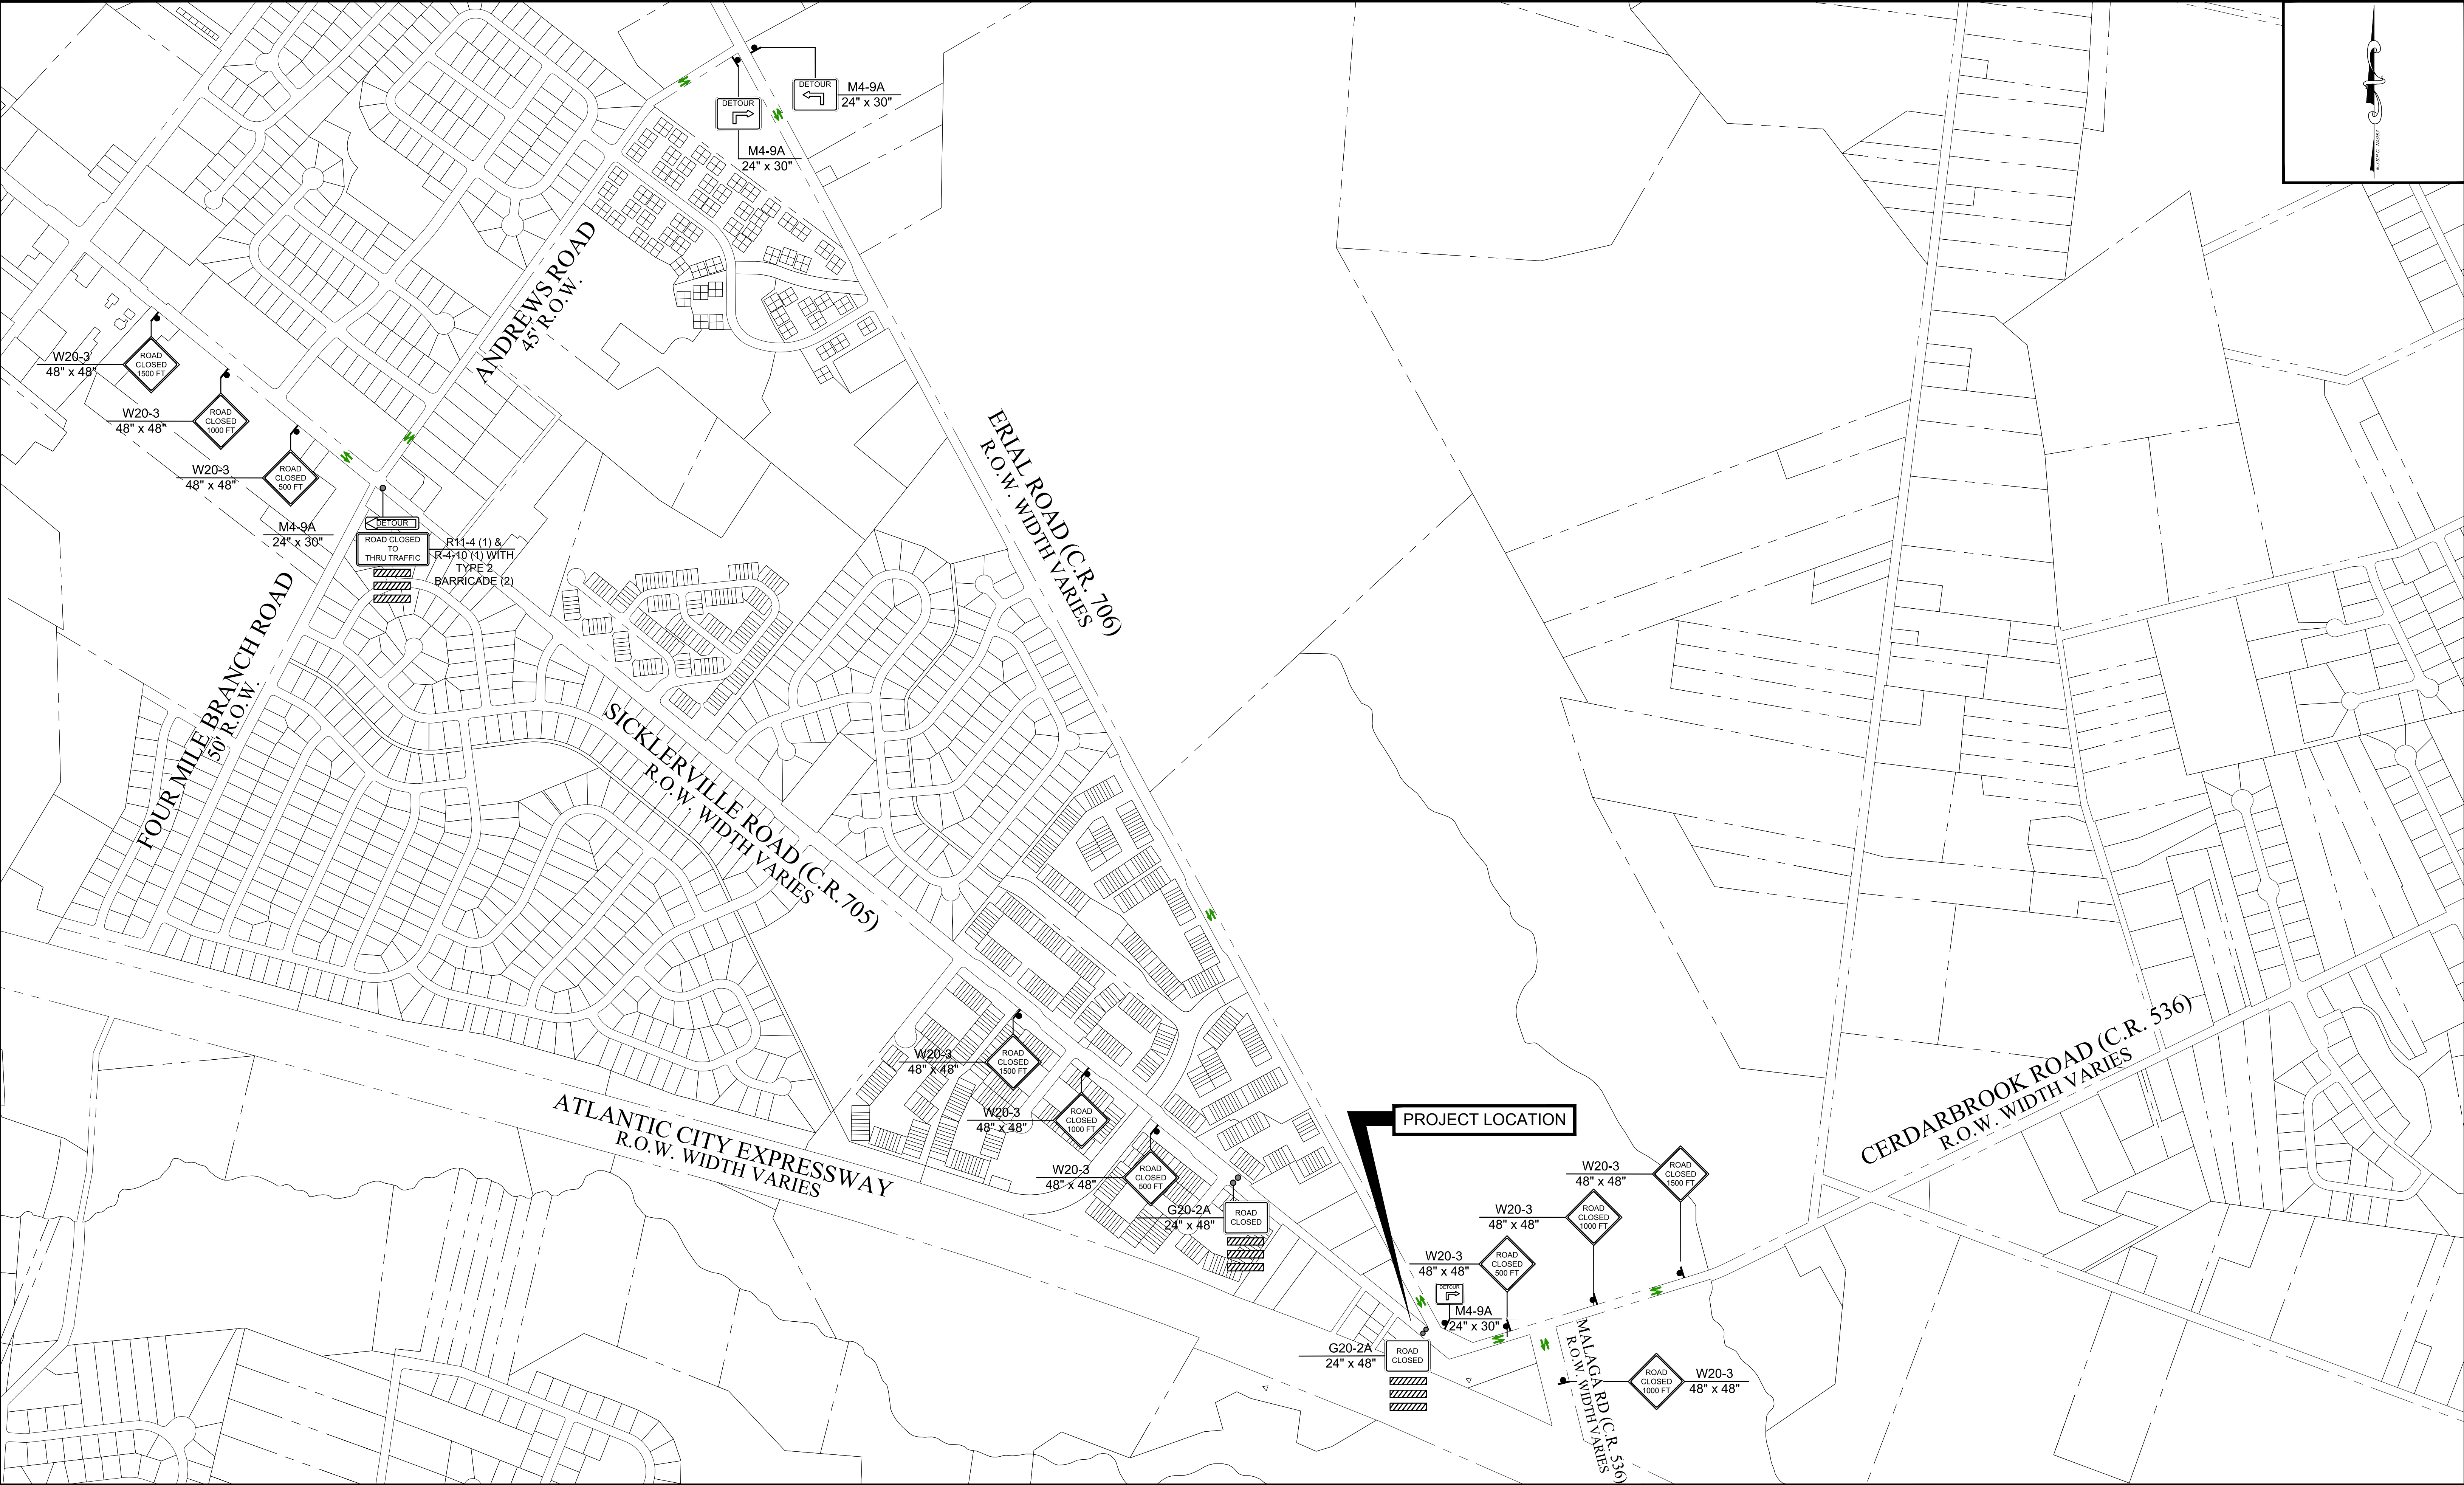 N.J.S.P.C. NAD83
DETOUR
M4-9A
24" x 30"
DETOUR
M4-9A
24" x 30"
ANDREWS ROAD
45' R.O.W.
W20-3
48" x 48"
ROAD
CLOSED
1500 FT
W20-3
48" x 48"
ROAD
CLOSED
1000 FT
W20-3
48" x 48"
ROAD
CLOSED
500 FT
M4-9A
24" x 30"
DETOUR
ROAD CLOSED
TO
THRU TRAFFIC
R11-4 (1) &
R-4-10 (1) WITH
TYPE 2
BARRICADE (2)
ERIAL ROAD (C.R. 706)
R.O.W. WIDTH VARIES
FOUR MILE BRANCH ROAD
50' R.O.W.
SICKLERVILLE ROAD (C.R.705)
R.O.W. WIDTH VARIES
ATLANTIC CITY EXPRESSWAY
R.O.W. WIDTH VARIES
W20-3
48" x 48"
ROAD
CLOSED
1500 FT
W20-3
48" x 48"
ROAD
CLOSED
1000 FT
W20-3
48" x 48"
ROAD
CLOSED
500 FT
G20-2A
24" x 48"
ROAD
CLOSED
PROJECT LOCATION
CERDARBROOK ROAD (C.R. 536)
R.O.W. WIDTH VARIES
W20-3
48" x 48"
ROAD
CLOSED
1500 FT
W20-3
48" x 48"
ROAD
CLOSED
1000 FT
W20-3
48" x 48"
ROAD
CLOSED
500 FT
DETOUR
M4-9A
24" x 30"
G20-2A
24" x 48"
ROAD
CLOSED
MALAGA RD (C.R. 536)
R.O.W. WIDTH VARIES
ROAD
CLOSED
1000 FT
W20-3
48" x 48"